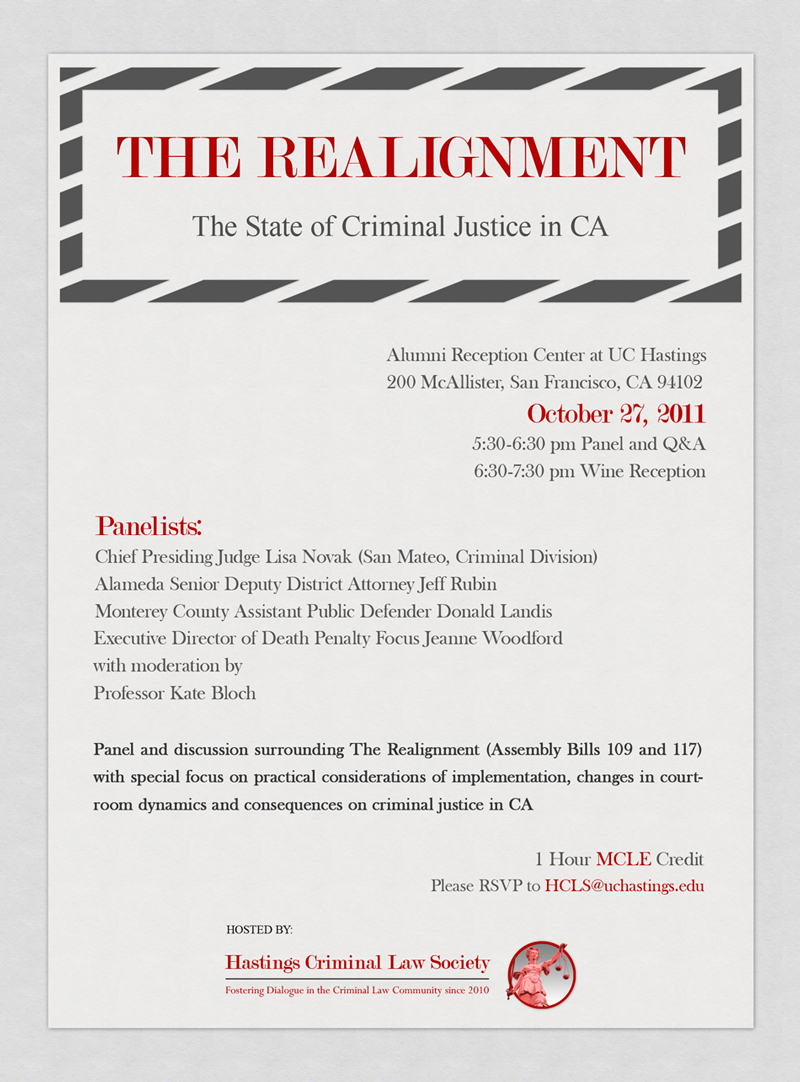 THE REALIGNMENT
The State of Criminal Justice in CA
Alumni Reception Center at UC Hastings
200 McAllister, San Francisco, CA 94102
October 27, 2011
5:30-6:30 pm Panel and Q&A
6:30-7:30 pm Wine Reception
Panelists:
Chief Presiding Judge Lisa Novak (San Mateo, Criminal Division)
Alameda Senior Deputy District Attorney Jeff Rubin
Monterey County Assistant Public Defender Donald Landis
Executive Director of Death Penalty Focus Jeanne Woodford
with moderation by
Professor Kate Bloch
Panel and discussion surrounding The Realignment (Assembly Bills 109 and 117)
with special focus on practical considerations of implementation, changes in court-
room dynamics and consequences on criminal justice in CA
1 Hour MCLE Credit
Please RSVP to HCLS@uchastings.edu
HOSTED BY:
Hastings Criminal Law Society
Fostering Dialogue in the Criminal Law Community since 2010